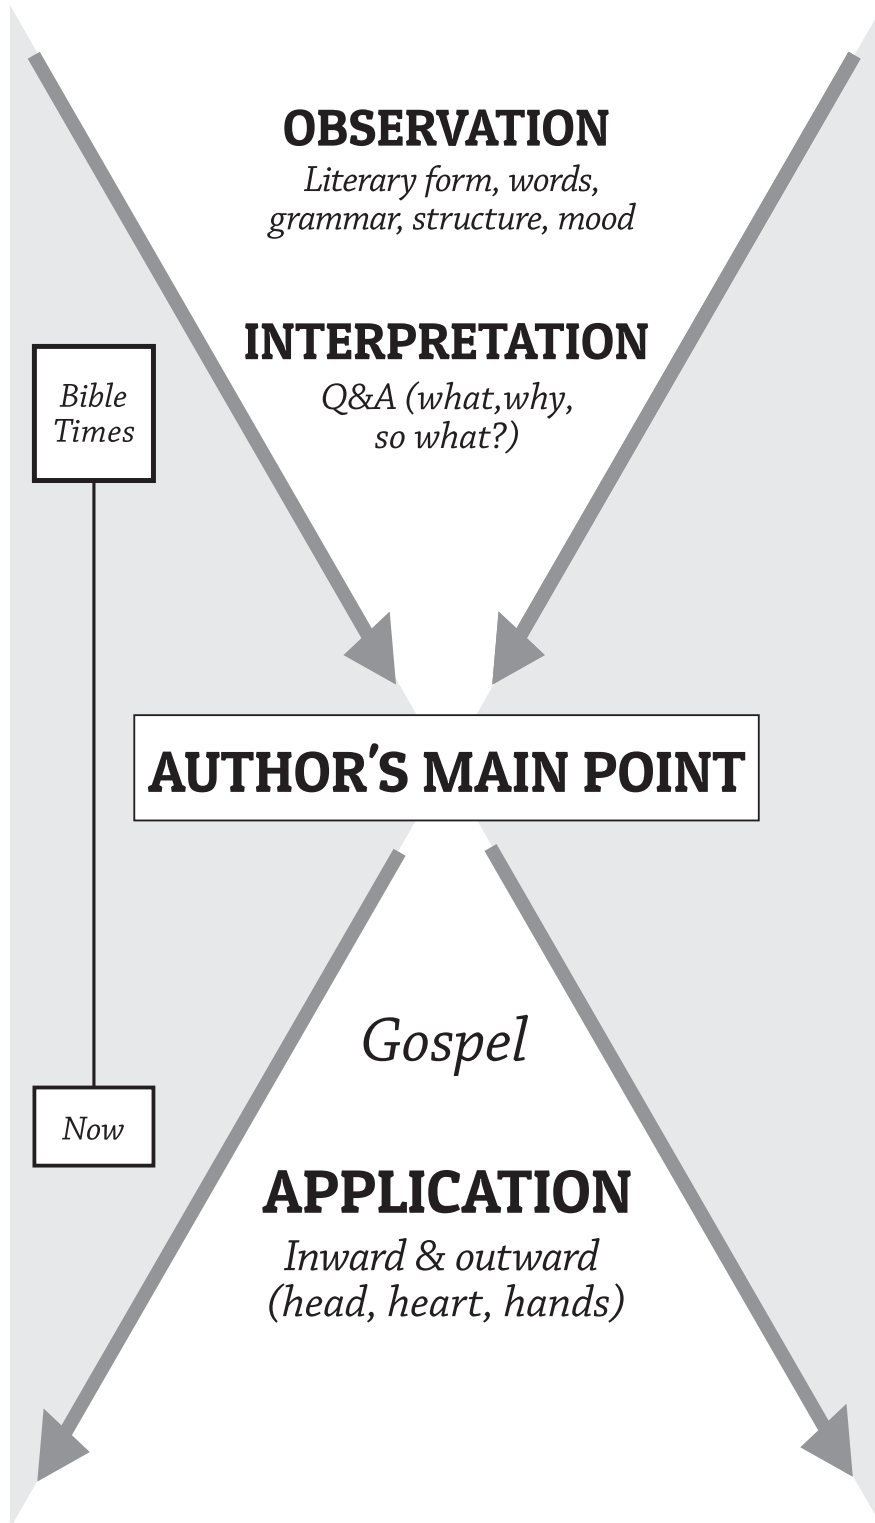 OBSERVATION
Literary form, words,
grammar, structure, mood
INTERPRETATION
Q&A (what,why,
so what?)
Bible
Times
AUTHOR'S MAIN POINT
Gospel
Now
APPLICATION
Inward & outward
(head, heart, hands)